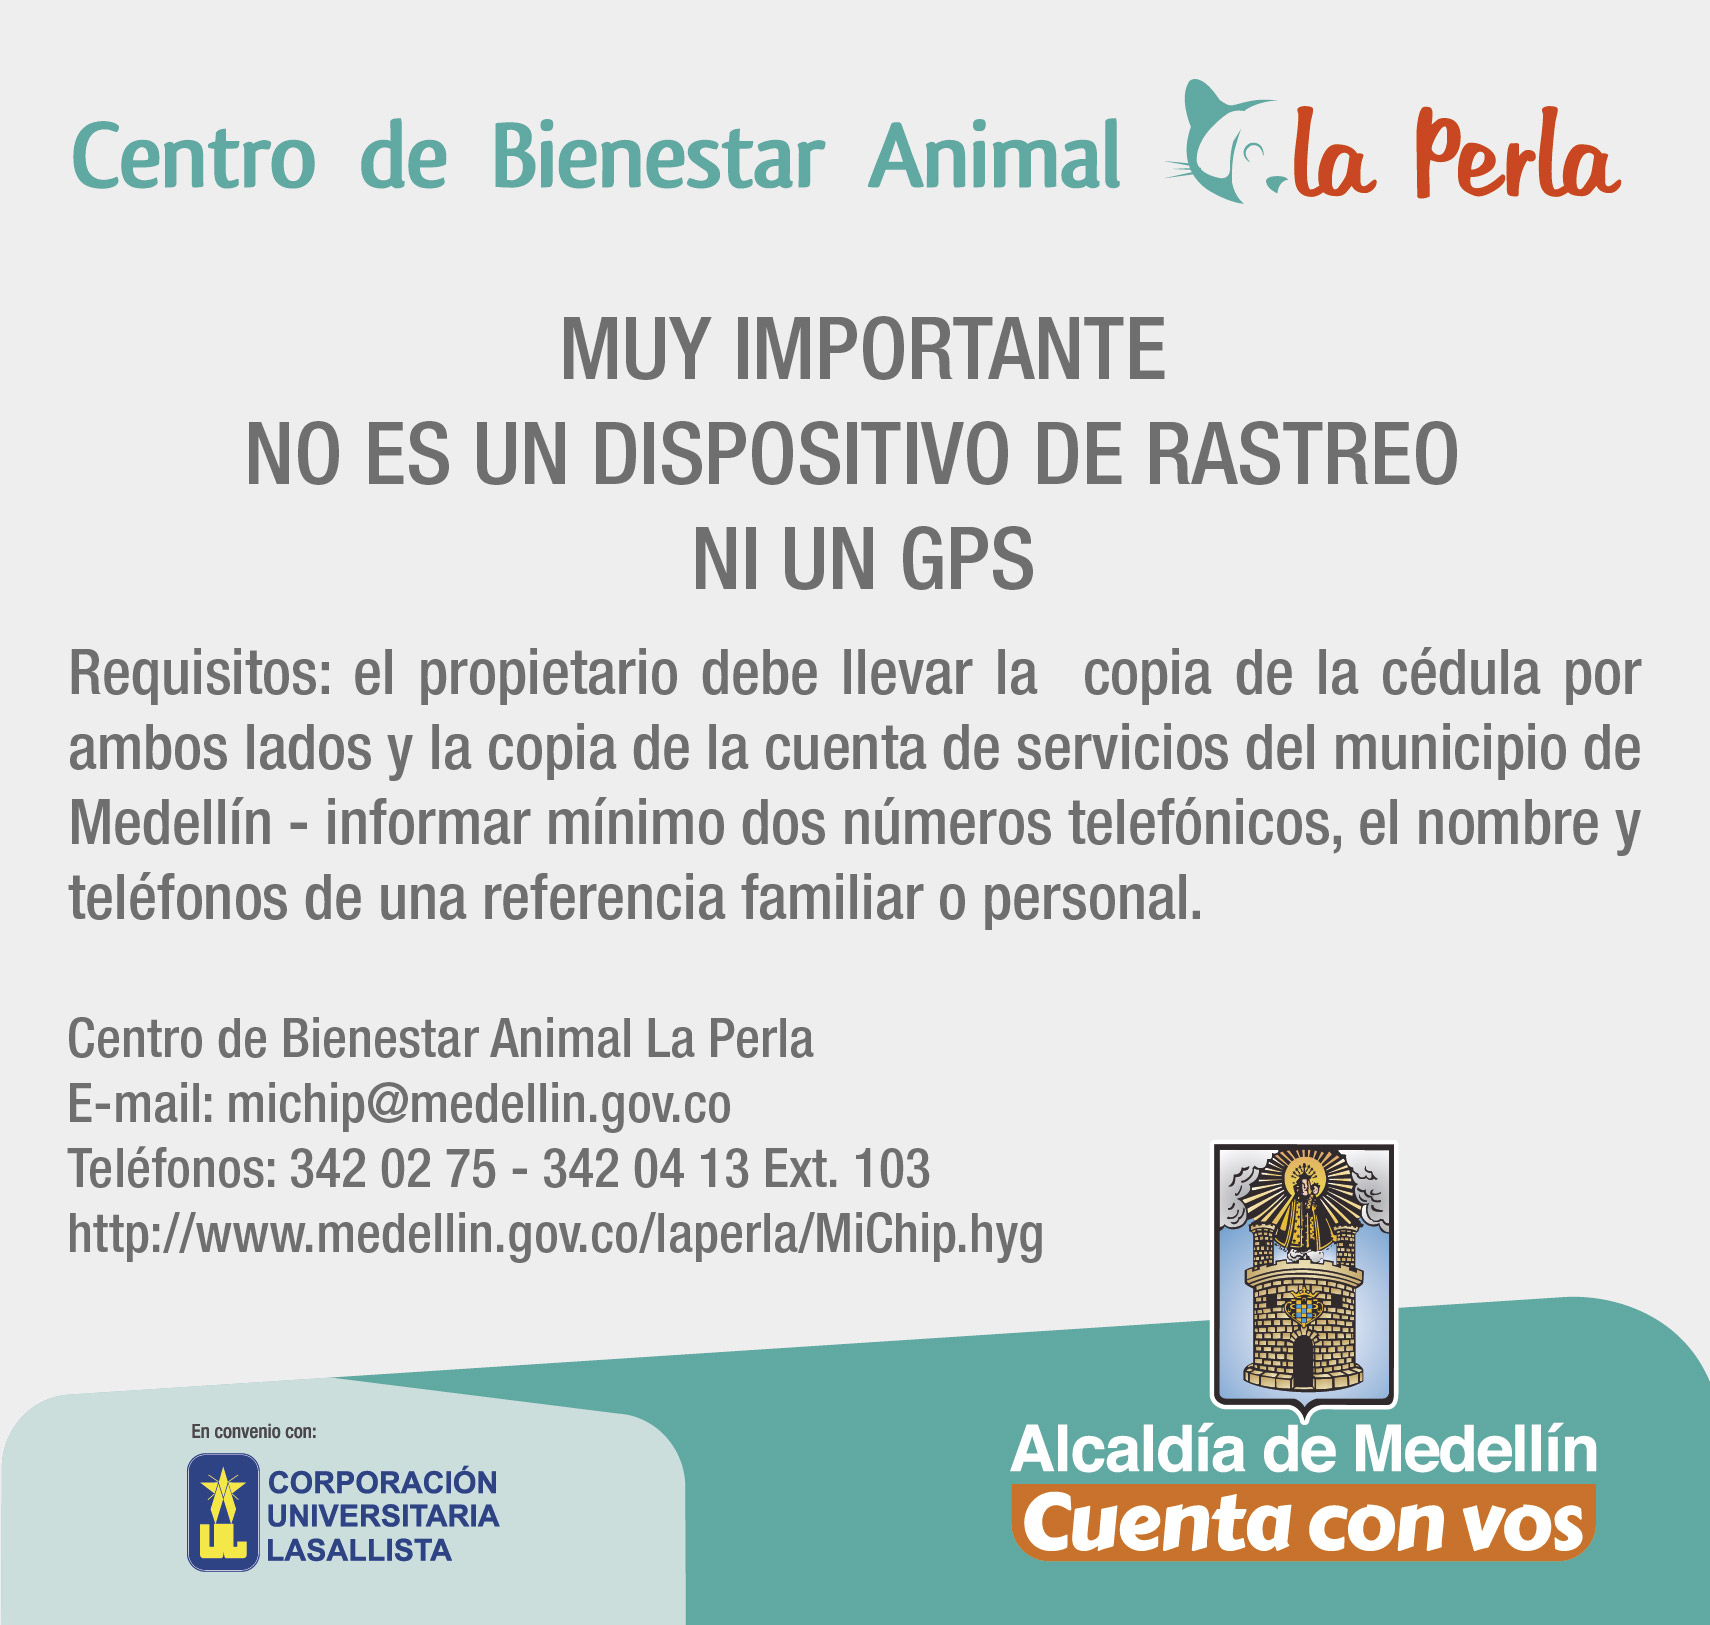 Centro de Bienestar Animal la Perla
MUY IMPORTANTE
NO ES UN DISPOSITIVO DE RASTREO
NI UN GPS
Requisitos: el propietario debe llevar la copia de la cédula por
ambos lados y la copia de la cuenta de servicios del municipio de
Medellín - informar mínimo dos números telefónicos, el nombre y
teléfonos de una referencia familiar o personal.
Centro de Bienestar Animal La Perla
E-mail: michip@medellin.gov.co
Teléfonos: 342 02 75 - 342 04 13 Ext. 103
http://www.medellin.gov.co/laperla/MiChip.hyg
En convenio con:
UL
CORPORACIÓN
UNIVERSITARIA
LASALLISTA
Alcaldía de Medellín
Cuenta con vos